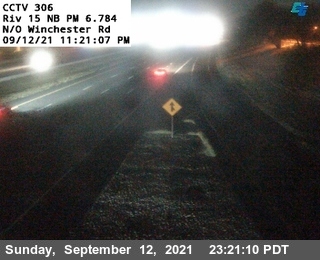 CCTV 306
Riv 15 NB PM 6.784
N/O Winchester Rd
09/12/21 11:21:07 PM
Sunday, September 12, 2021 23:21:10 PDT